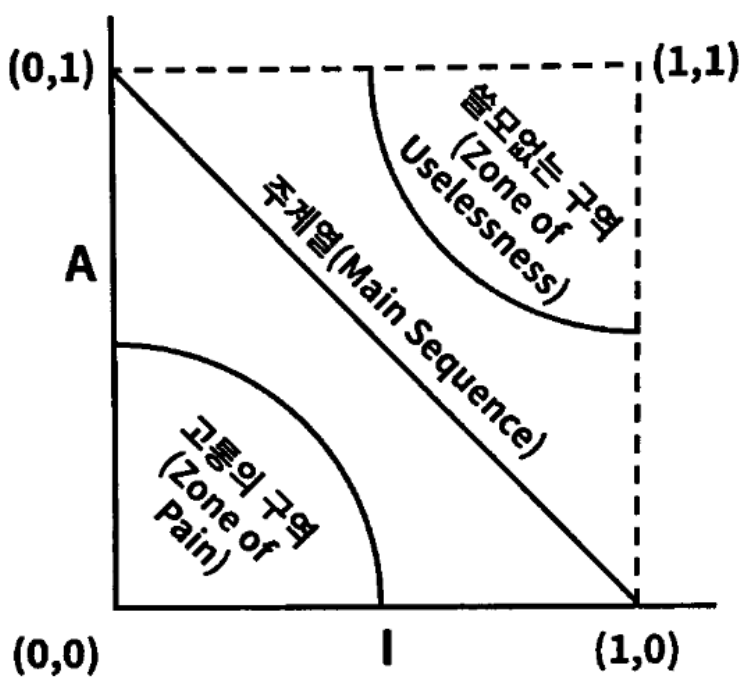 (0,1)
(1,1)
쓸모없는 구역
(Zone of
Uselessness)
주계열(Main Sequence)
A
고통의 구역
(Zone of
Pain)
(0,0)
I
(1,0)